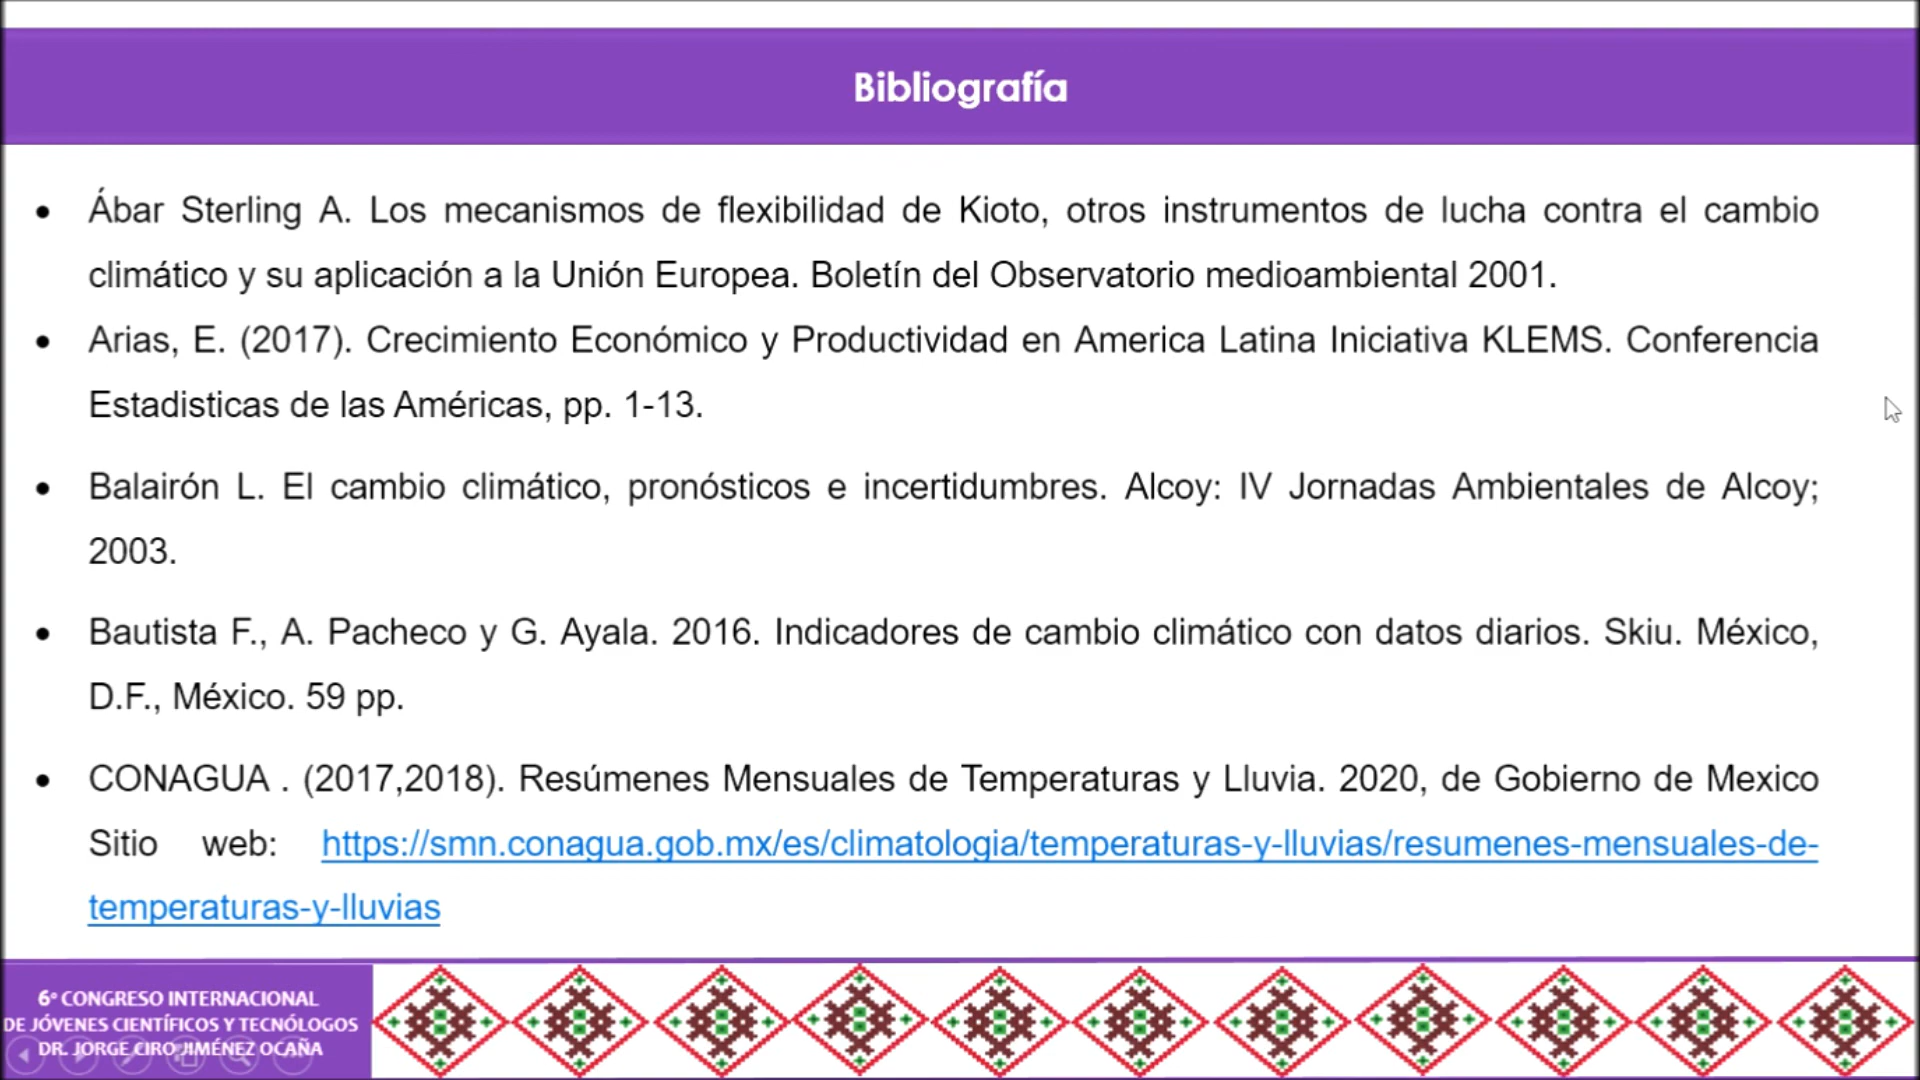 Bibliografía
• Ábar Sterling A. Los mecanismos de flexibilidad de Kioto, otros instrumentos de lucha contra el cambio
climático y su aplicación a la Unión Europea. Boletín del Observatorio medioambiental 2001.
• Arias, E. (2017). Crecimiento Económico y Productividad en America Latina Iniciativa KLEMS. Conferencia
Estadisticas de las Américas, pp. 1-13.
• Balairón L. El cambio climático, pronósticos e incertidumbres. Alcoy: IV Jornadas Ambientales de Alcoy;
2003.
• Bautista F., A. Pacheco y G. Ayala. 2016. Indicadores de cambio climático con datos diarios. Skiu. México,
D.F., México. 59 pp.
• CONAGUA . (2017,2018). Resúmenes Mensuales de Temperaturas y Lluvia. 2020, de Gobierno de Mexico
Sitio web: https://smn.conagua.gob.mx/es/climatologia/temperaturas-y-lluvias/resumenes-mensuales-de-
temperaturas-y-lluvias
6º CONGRESO INTERNACIONAL
DE JÓVENES CIENTÍFICOS Y TECNÓLOGOS
DR. JORGE CIRO JIMÉNEZ OCAÑA